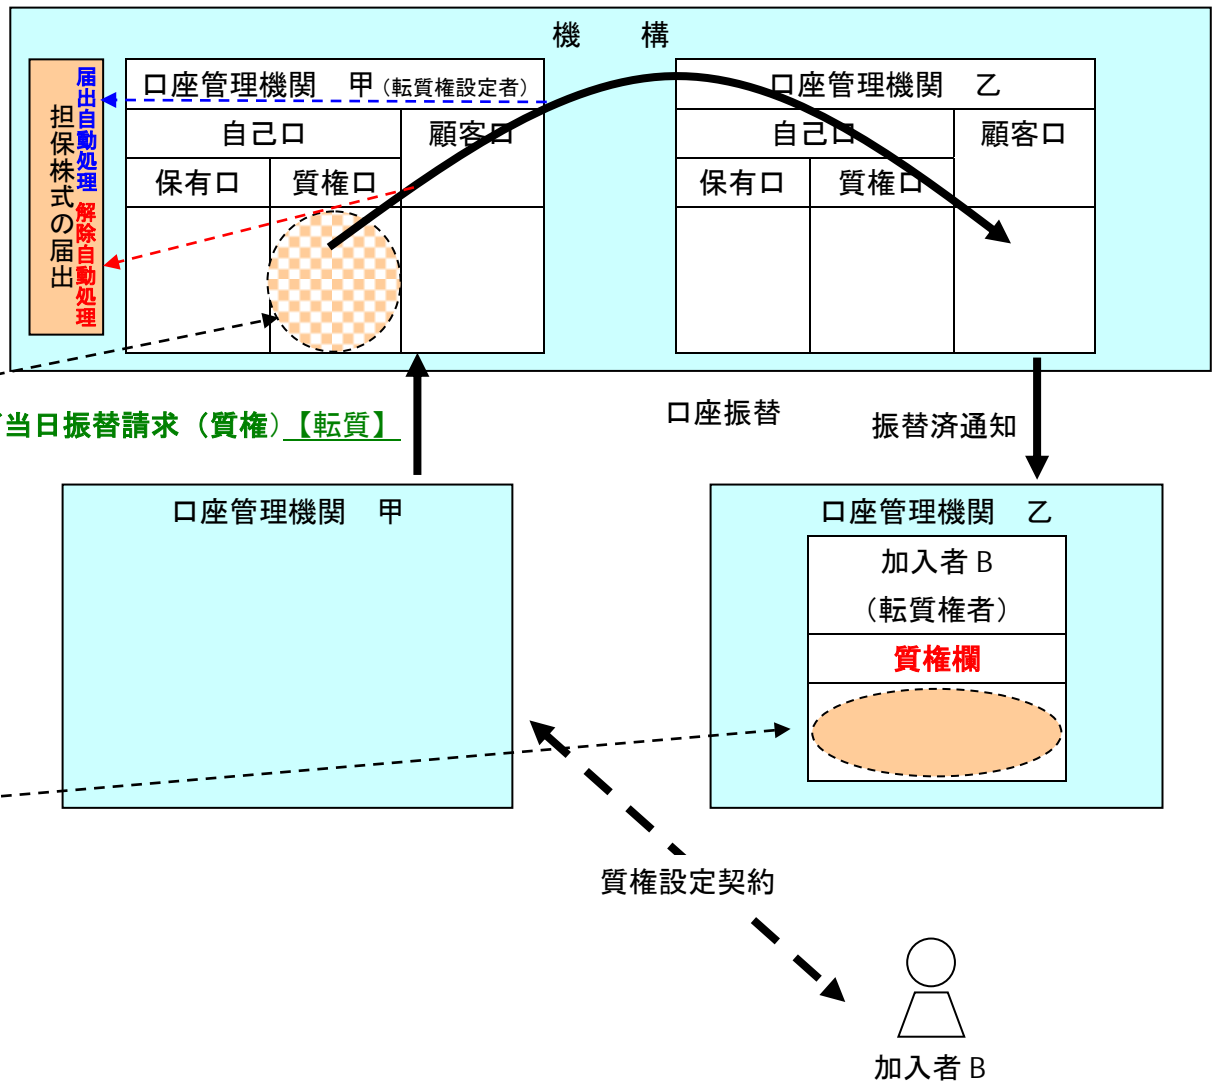 機　　構
担保株式の届出
届出自動処理
解除自動処理
口座管理機関　甲（転質権設定者）
自己口
顧客口
保有口
質権口
口座管理機関　乙
自己口
顧客口
保有口
質権口
当日振替請求（質権）【転質】
口座振替
振替済通知
口座管理機関　甲
口座管理機関　乙
加入者 B
（転質権者）
質権欄
質権設定契約
加入者 B